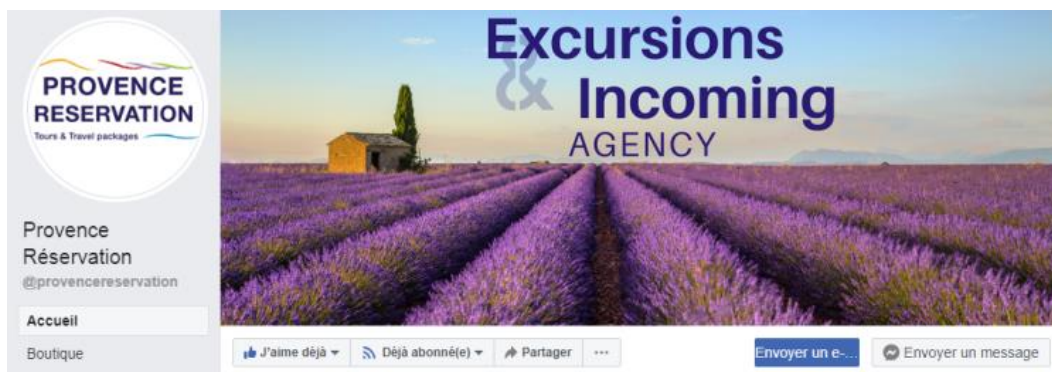 PROVENCE
RESERVATION
Tours & Travel packages
Provence
Réservation
@provencereservation
Accueil
Boutique
Excursions
&
Incoming
AGENCY
J'aime déjà
Déjà abonné(e)
Partager
...
Envoyer un e-...
Envoyer un message